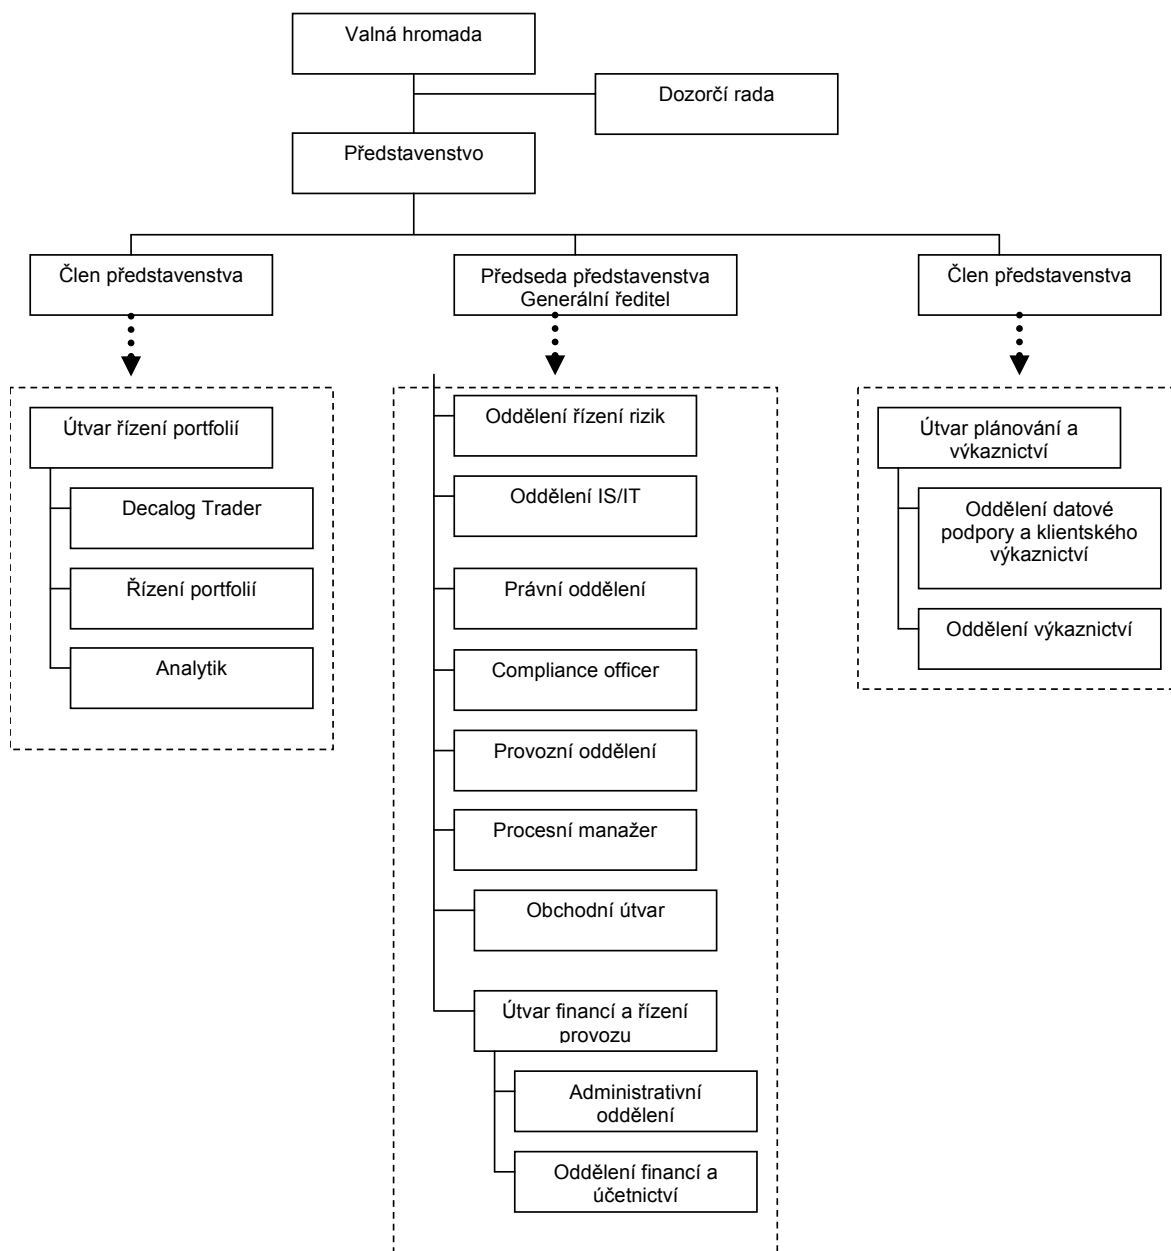 Valná hromada
Dozorčí rada
Představenstvo
Člen představenstva
Předseda představenstva
Generální ředitel
Člen představenstva
Útvar řízení portfolií
Decalog Trader
Řízení portfolií
Analytik
Oddělení řízení rizik
Oddělení IS/IT
Právní oddělení
Compliance officer
Provozní oddělení
Procesní manažer
Obchodní útvar
Útvar financí a řízení
provozu
Administrativní
oddělení
Oddělení financí a
účetnictví
Útvar plánování a
výkaznictví
Oddělení datové
podpory a klientského
výkaznictví
Oddělení výkaznictví